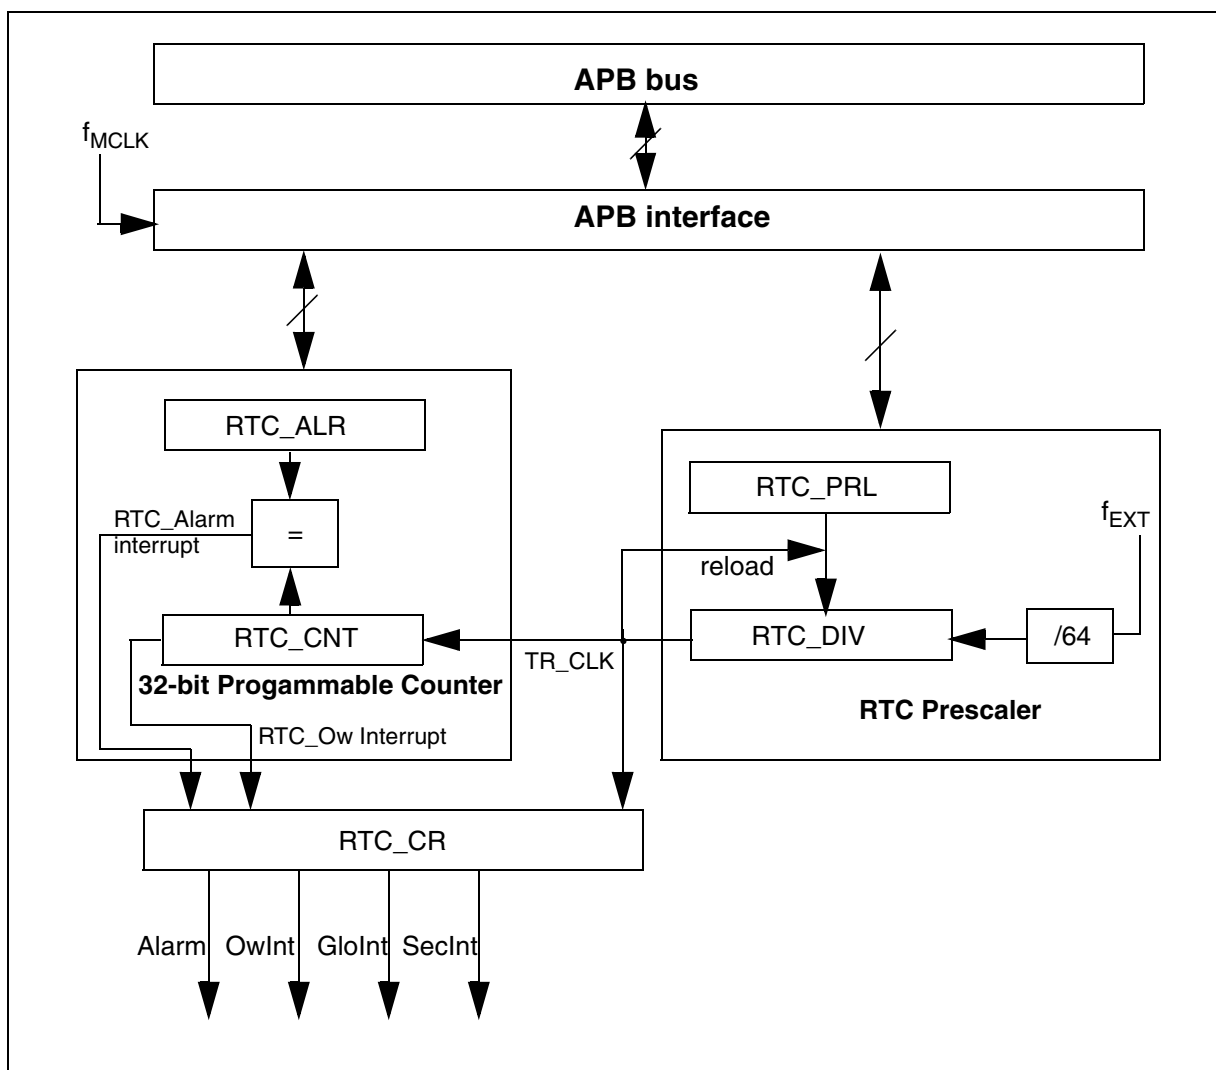 APB bus
fMCLK
APB interface
RTC_ALR
RTC_PRL
RTC_Alarm
interrupt
=
fEXT
reload
RTC_CNT
RTC_DIV
/64
TR_CLK
32-bit Progammable Counter
RTC Prescaler
RTC_Ow Interrupt
RTC_CR
Alarm OwInt GloInt SecInt